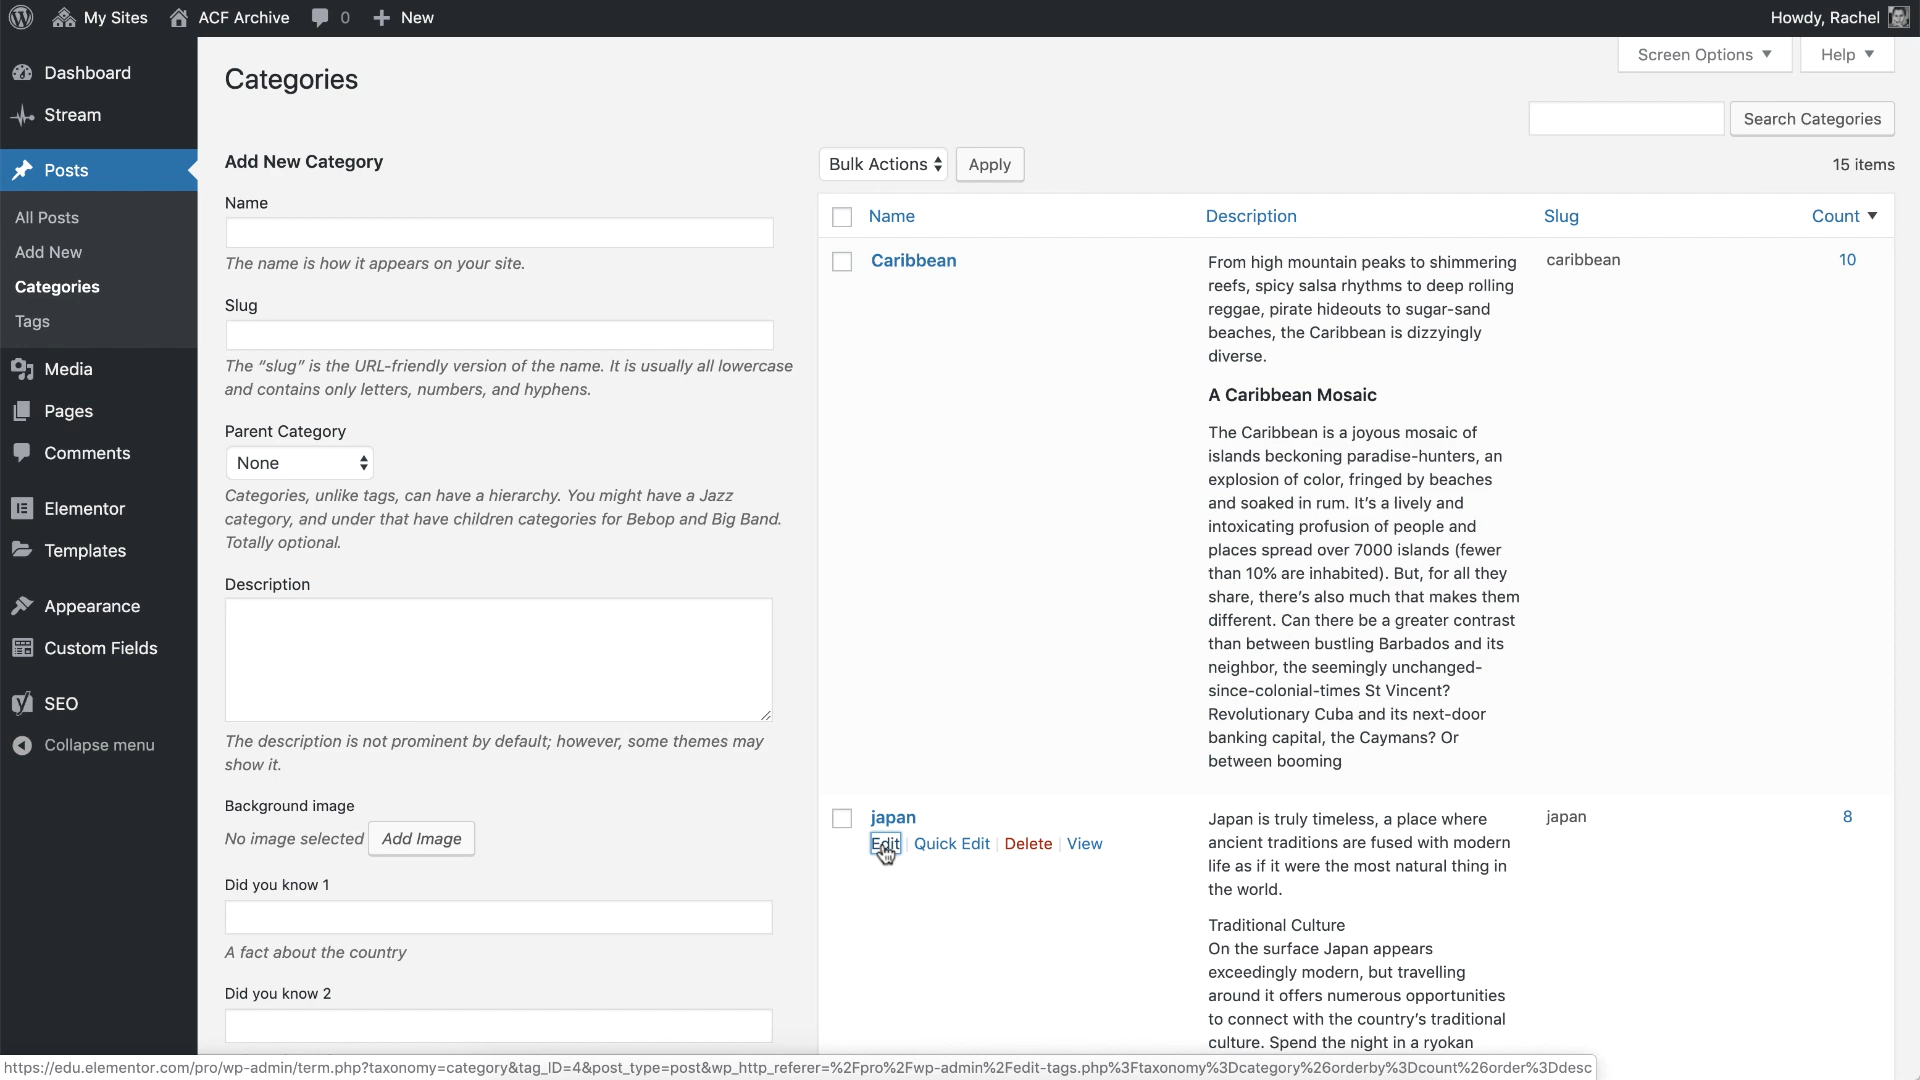 My Sites
ACF Archive
0
New
Howdy, Rachel
Dashboard
Stream
Posts
All Posts
Add New
Categories
Tags
Media
Pages
Comments
Elementor
Templates
Appearance
Custom Fields
SEO
Collapse menu
Categories
Screen Options
Help
Search Categories
Add New Category
Name
The name is how it appears on your site.
Slug
The “slug” is the URL-friendly version of the name. It is usually all lowercase
and contains only letters, numbers, and hyphens.
Parent Category
None
Categories, unlike tags, can have a hierarchy. You might have a Jazz
category, and under that have children categories for Bebop and Big Band.
Totally optional.
Description
The description is not prominent by default; however, some themes may
show it.
Background image
No image selected Add Image
Did you know 1
A fact about the country
Did you know 2
Bulk Actions Apply
15 items
Name Description Slug Count
Caribbean
From high mountain peaks to shimmering
reefs, spicy salsa rhythms to deep rolling
reggae, pirate hideouts to sugar-sand
beaches, the Caribbean is dizzyingly
diverse.
A Caribbean Mosaic
The Caribbean is a joyous mosaic of
islands beckoning paradise-hunters, an
explosion of color, fringed by beaches
and soaked in rum. It’s a lively and
intoxicating profusion of people and
places spread over 7000 islands (fewer
than 10% are inhabited). But, for all they
share, there’s also much that makes them
different. Can there be a greater contrast
than between bustling Barbados and its
neighbor, the seemingly unchanged-
since-colonial-times St Vincent?
Revolutionary Cuba and its next-door
banking capital, the Caymans? Or
between booming
caribbean
10
japan
Edit | Quick Edit | Delete | View
Japan is truly timeless, a place where
ancient traditions are fused with modern
life as if it were the most natural thing in
the world.
Traditional Culture
On the surface Japan appears
exceedingly modern, but travelling
around it offers numerous opportunities
to connect with the country’s traditional
culture. Spend the night in a ryokan
japan
8
https://edu.elementor.com/pro/wp-admin/term.php?taxonomy=category&tag_ID=4&post_type=post&wp_http_referer=%2Fpro%2Fwp-admin%2Fedit-tags.php%3Ftaxonomy%3Dcategory%26orderby%3Dcount%26order%3Ddesc